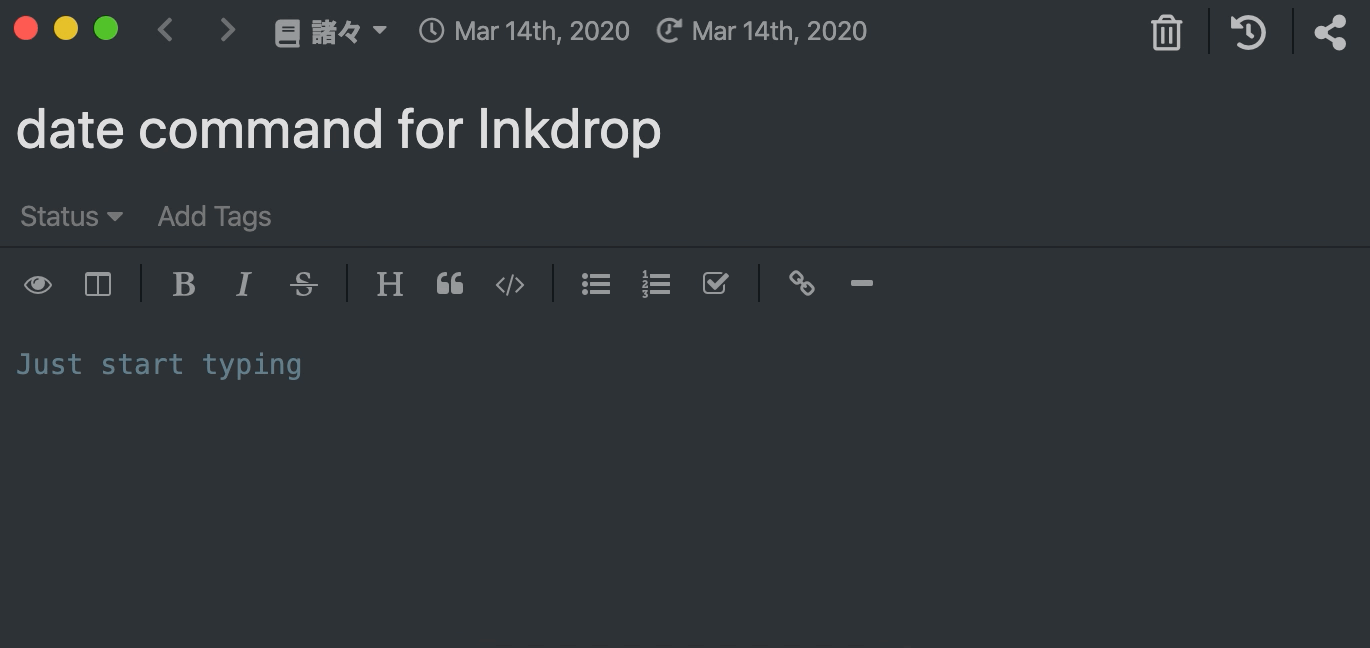 諸々 Mar 14th, 2020 Mar 14th, 2020
date command for Inkdrop
Status Add Tags
B I S H </>
Just start typing